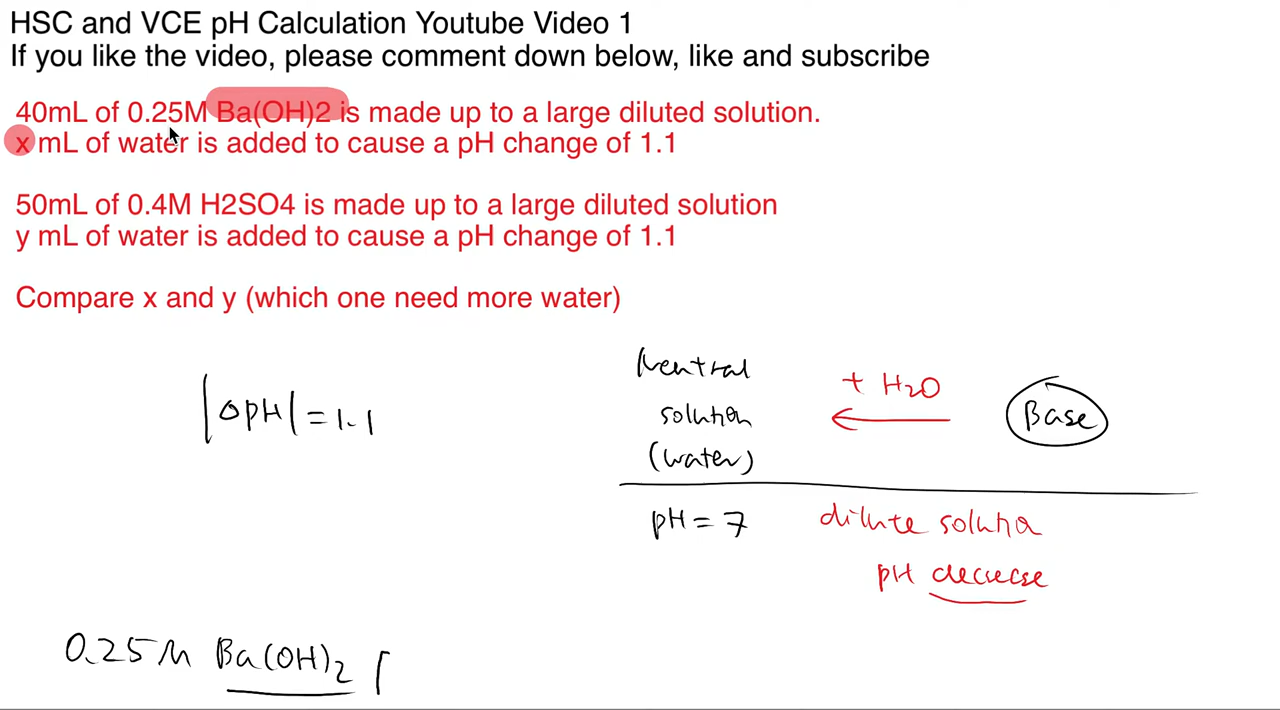 HSC and VCE pH Calculation Youtube Video 1
If you like the video, please comment down below, like and subscribe
40mL of 0.25M Ba(OH)2 is made up to a large diluted solution.
x mL of water is added to cause a pH change of 1.1
50mL of 0.4M H2SO4 is made up to a large diluted solution
y mL of water is added to cause a pH change of 1.1
Compare x and y (which one need more water)
|ΔpH| = 1.1
Neutral
solution
(water)
+ H₂O
Base
pH = 7
dilute solution
pH decrease
0.25M Ba(OH)₂ [